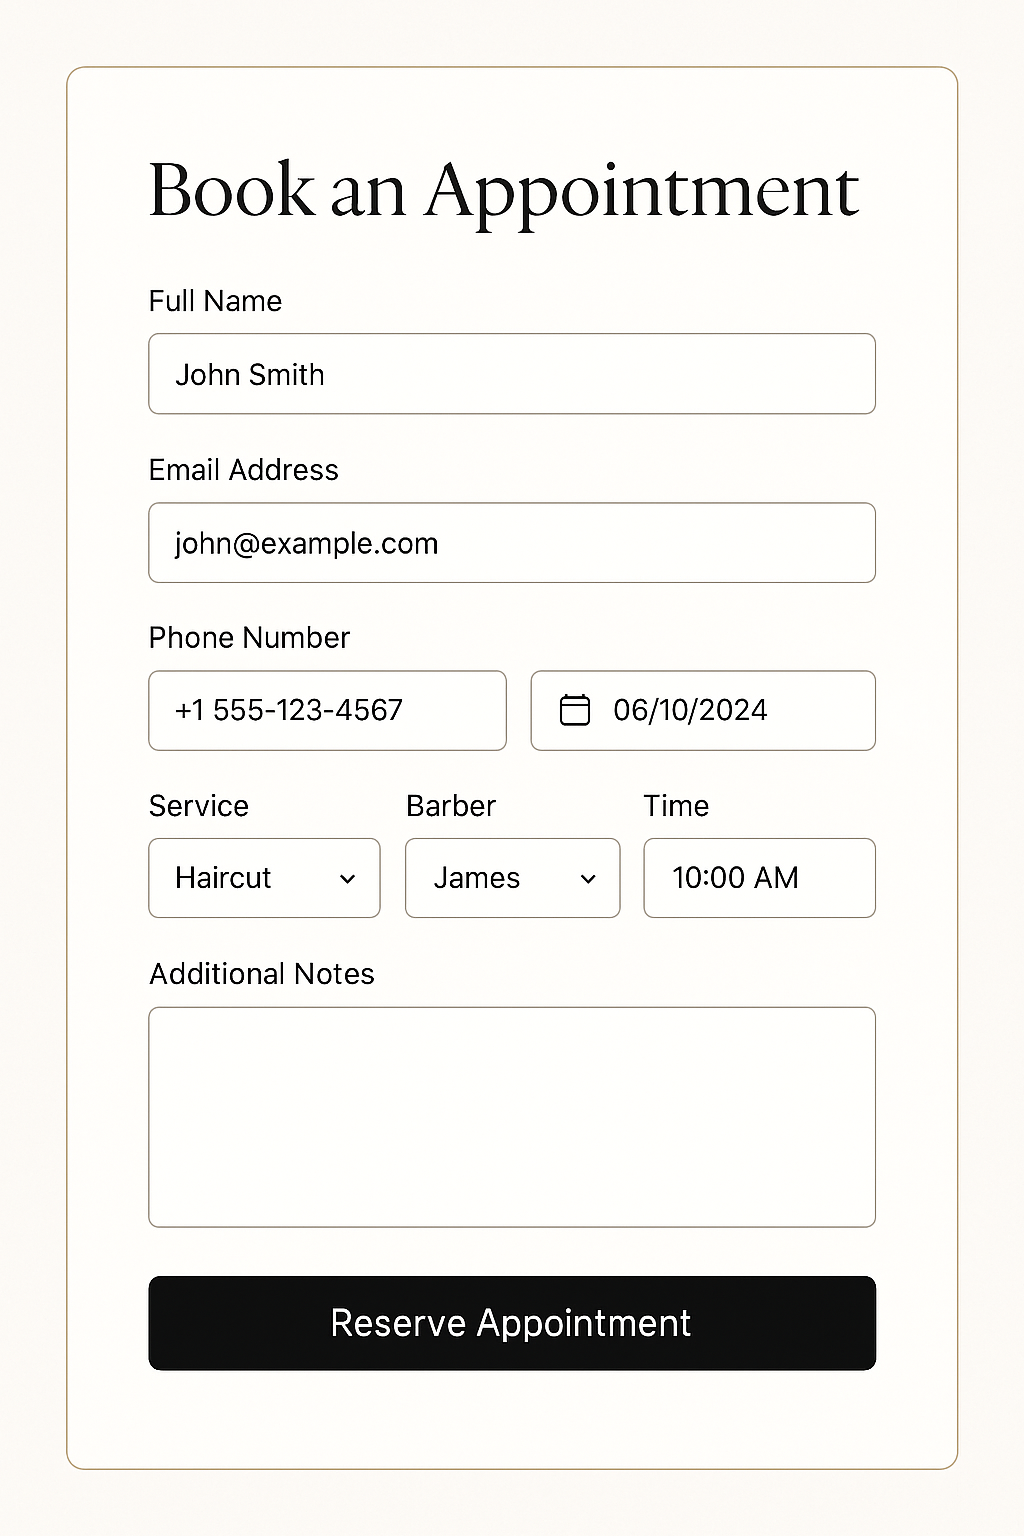 Book an Appointment
Full Name
John Smith
Email Address
john@example.com
Phone Number
+1 555-123-4567
06/10/2024
Service
Barber
Time
Haircut
James
10:00 AM
Additional Notes
Reserve Appointment